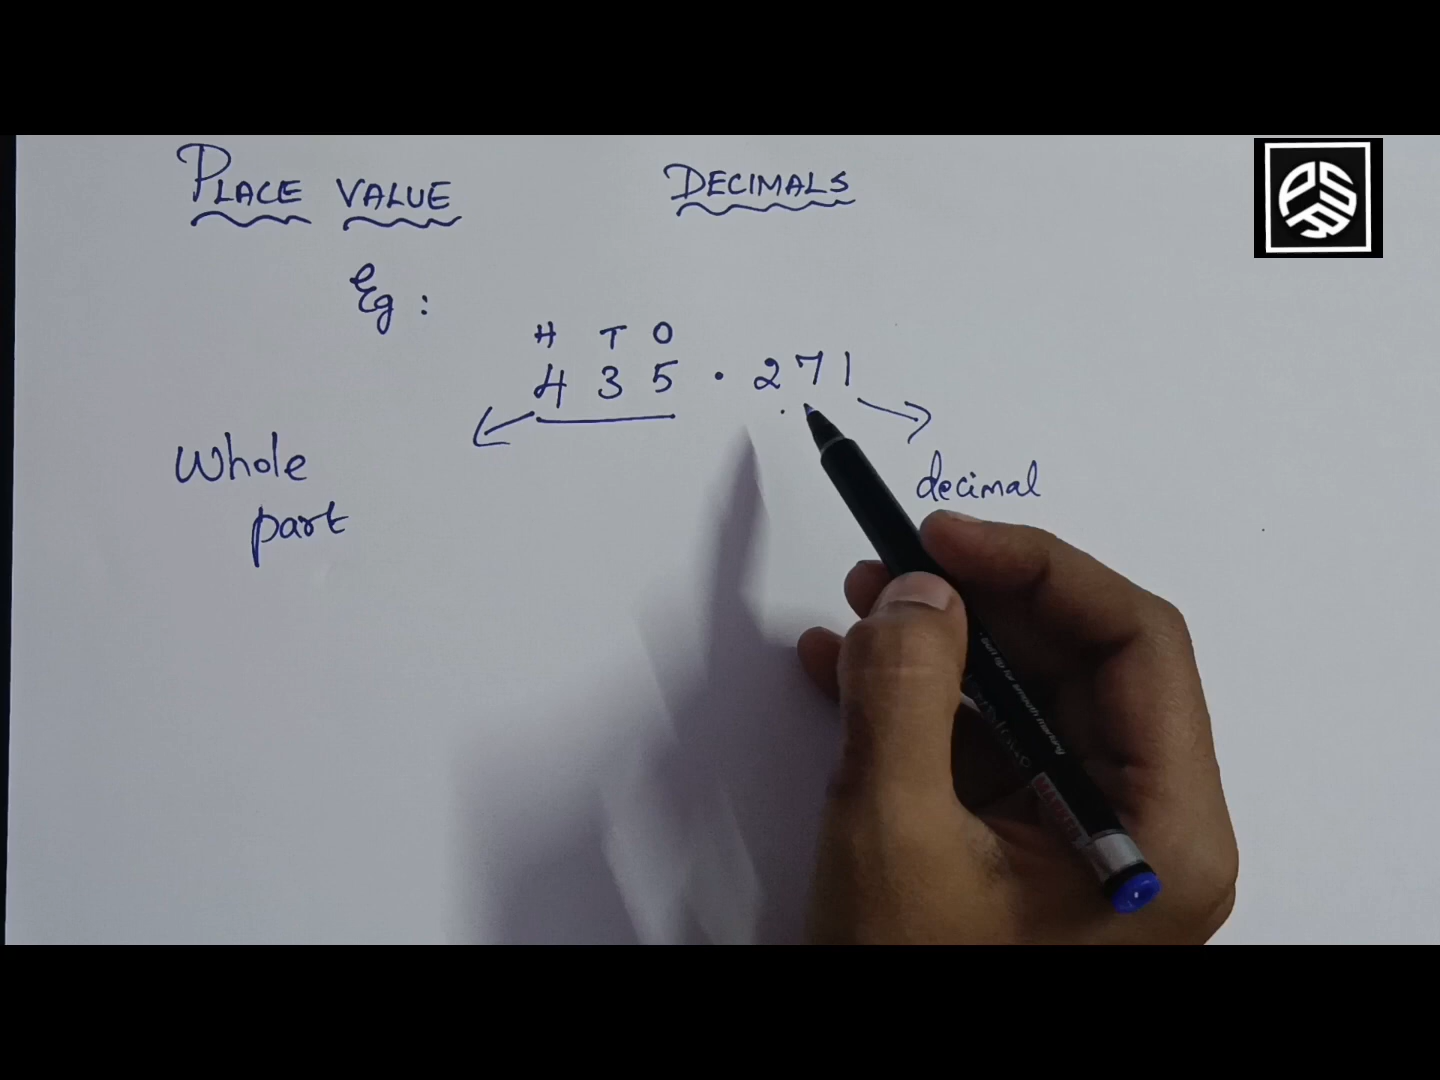 PLACE VALUE DECIMALS
Eg :
H T O
4 3 5 . 2 7 1
Whole decimal
part